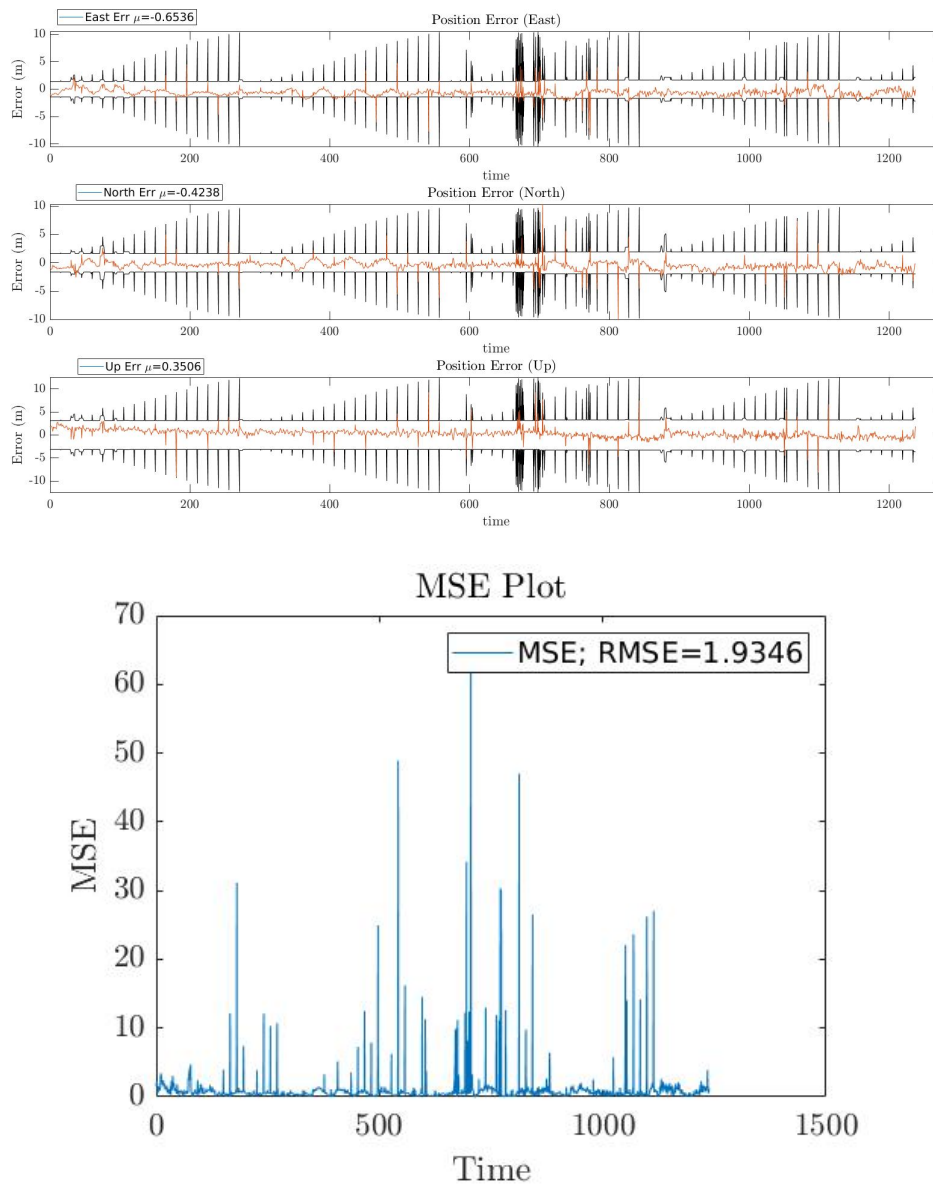 East Err μ=-0.6536
Position Error (East)
Error (m)
10
5
0
-5
-10
0 200 400 600 800 1000 1200
time
North Err μ=-0.4238
Position Error (North)
Error (m)
10
5
0
-5
-10
0 200 400 600 800 1000 1200
time
Up Err μ=0.3506
Position Error (Up)
Error (m)
10
5
0
-5
-10
0 200 400 600 800 1000 1200
time
MSE Plot
MSE; RMSE=1.9346
MSE
70
60
50
40
30
20
10
0
0 500 1000 1500
Time